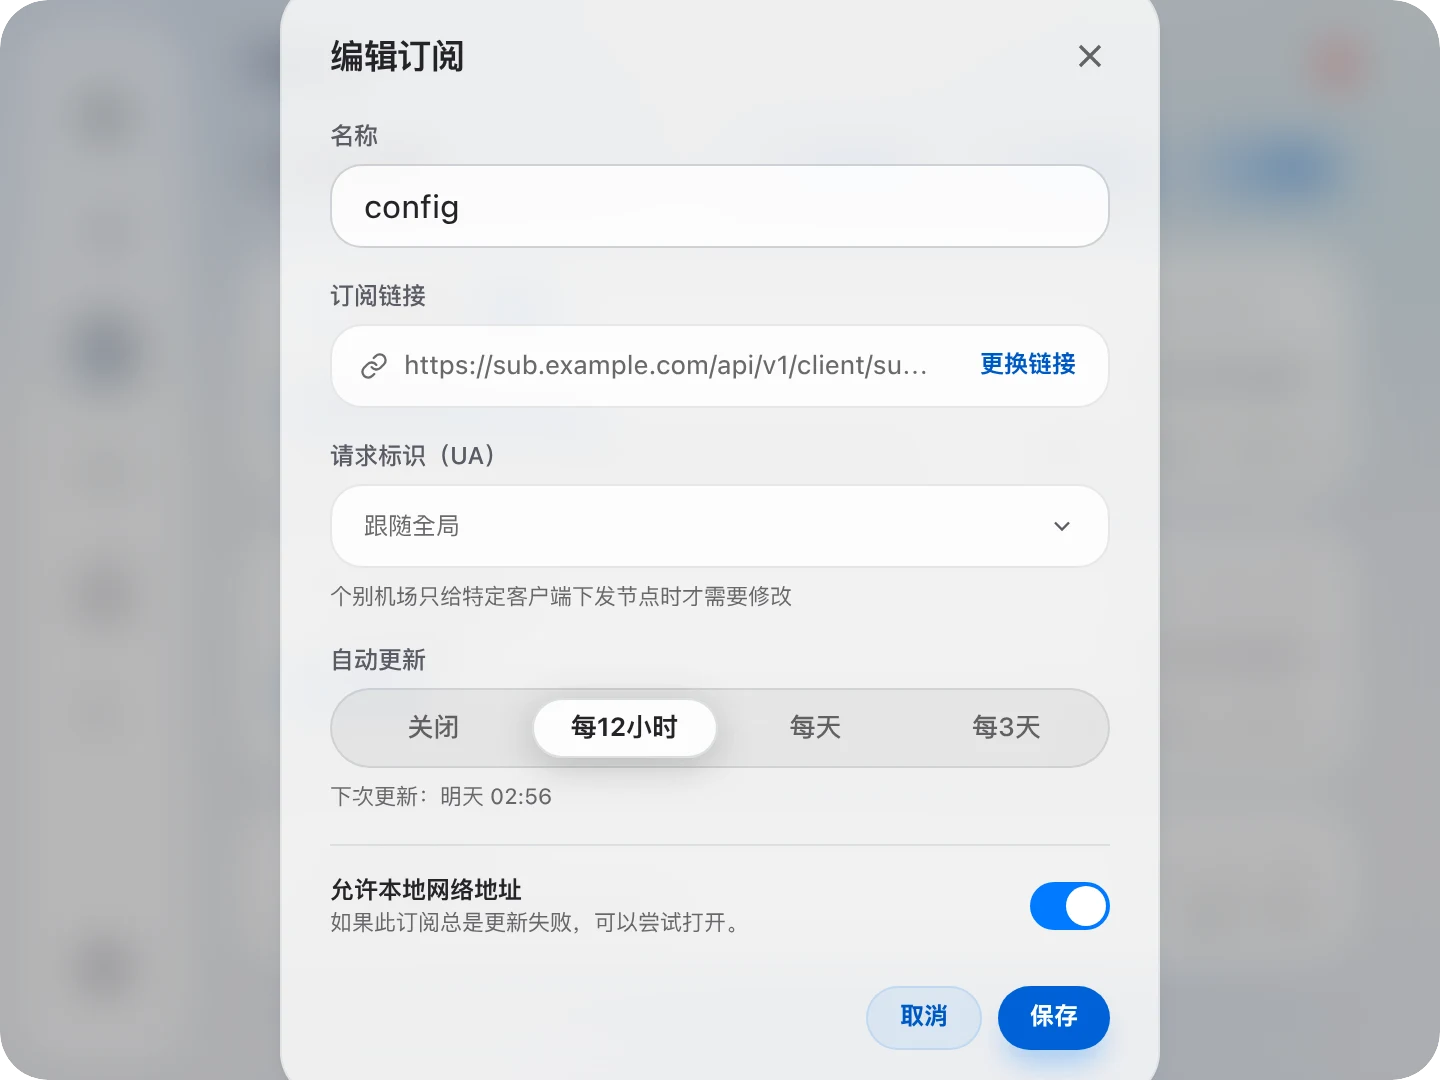 编辑订阅
名称
config
订阅链接
https://sub.example.com/api/v1/client/su...
更换链接
请求标识（UA）
跟随全局
个别机场只给特定客户端下发节点时才需要修改
自动更新
关闭 每12小时 每天 每3天
下次更新：明天 02:56
允许本地网络地址
如果此订阅总是更新失败，可以尝试打开。
取消 保存